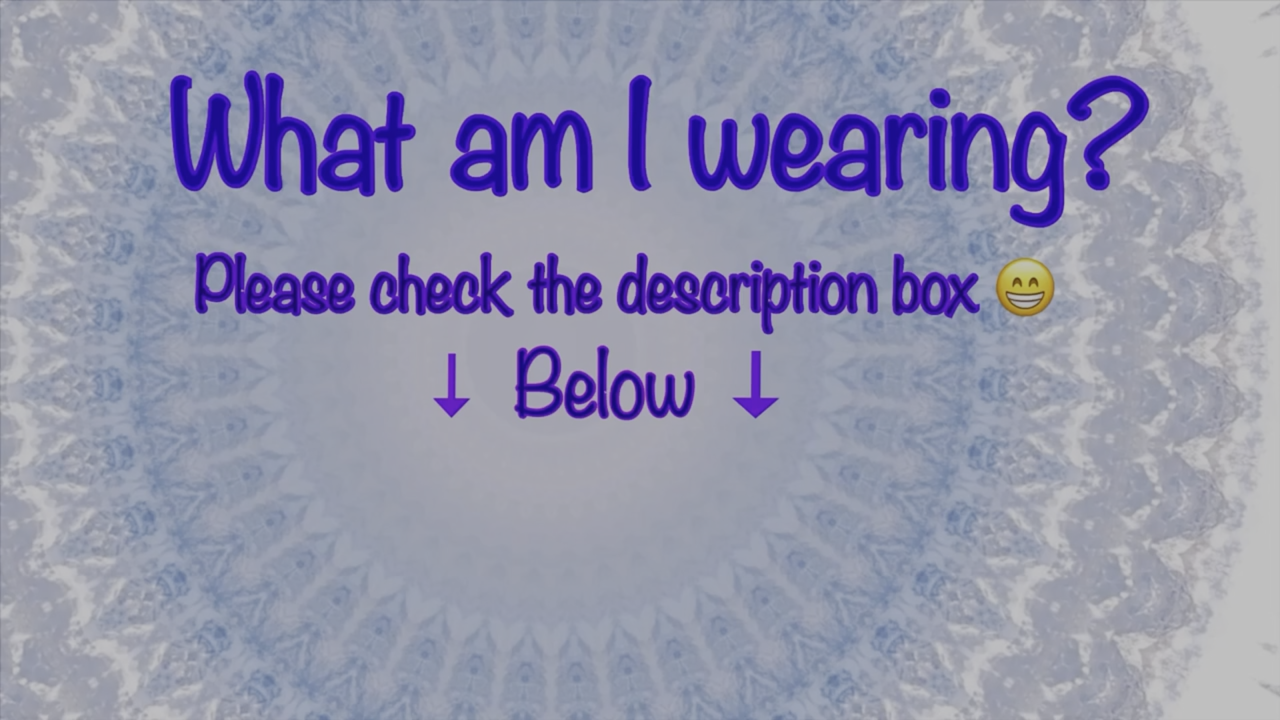 What am I wearing?
Please check the description box 😁
↓ Below ↓